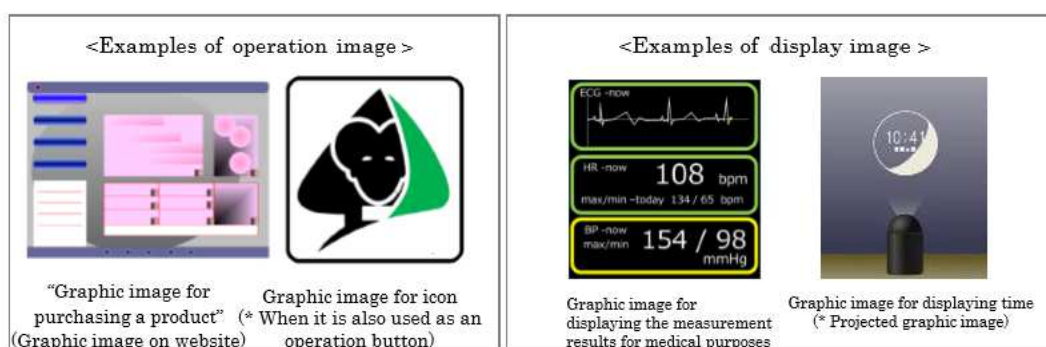 <Examples of operation image >
"Graphic image for
purchasing a product"
(Graphic image on website)
Graphic image for icon
(* When it is also used as an
operation button)
<Examples of display image >
ECG -now
HR -now
108 bpm
max/min -today 134 / 65 bpm
BP -now
max/min
154 / 98
mmHg
10:41
Graphic image for
displaying the measurement
results for medical purposes
Graphic image for displaying time
(* Projected graphic image)